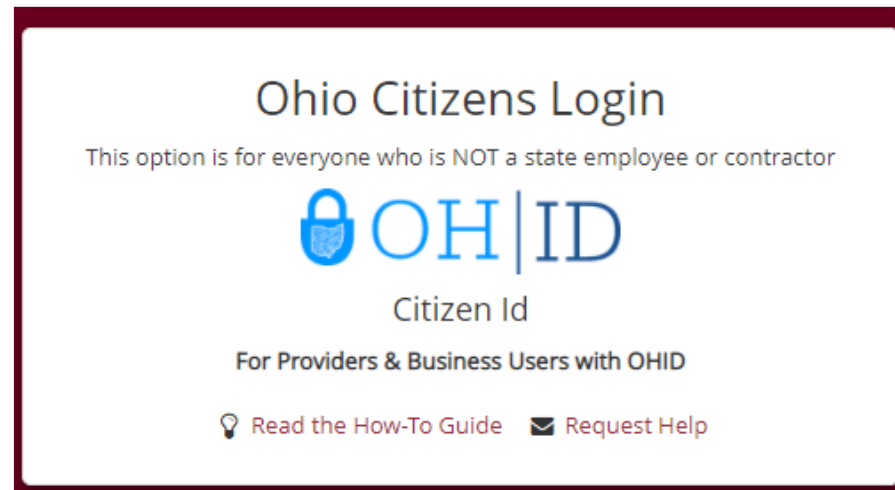 Ohio Citizens Login
This option is for everyone who is NOT a state employee or contractor
OH|ID
Citizen Id
For Providers & Business Users with OHID
Read the How-To Guide Request Help